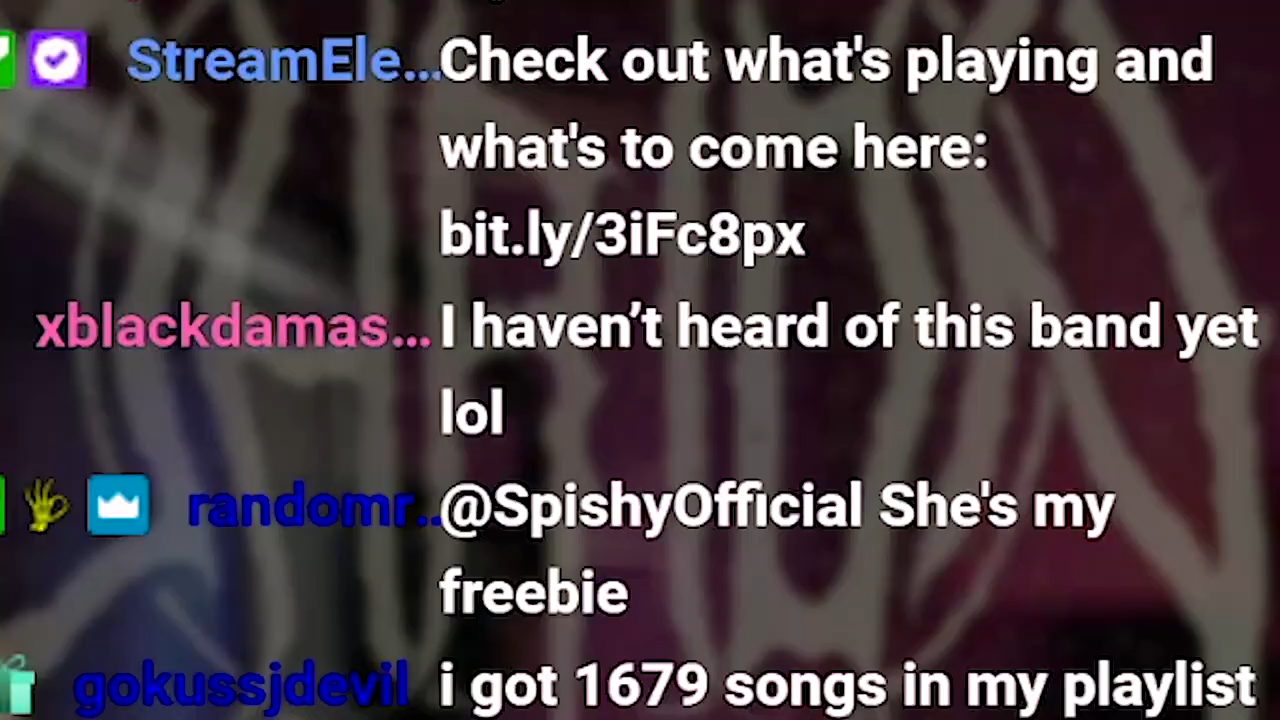 StreamEle... Check out what's playing and
what's to come here:
bit.ly/3iFc8px
xblackdamas... I haven’t heard of this band yet
lol
randomr... @SpishyOfficial She's my
freebie
gokussjdevil i got 1679 songs in my playlist